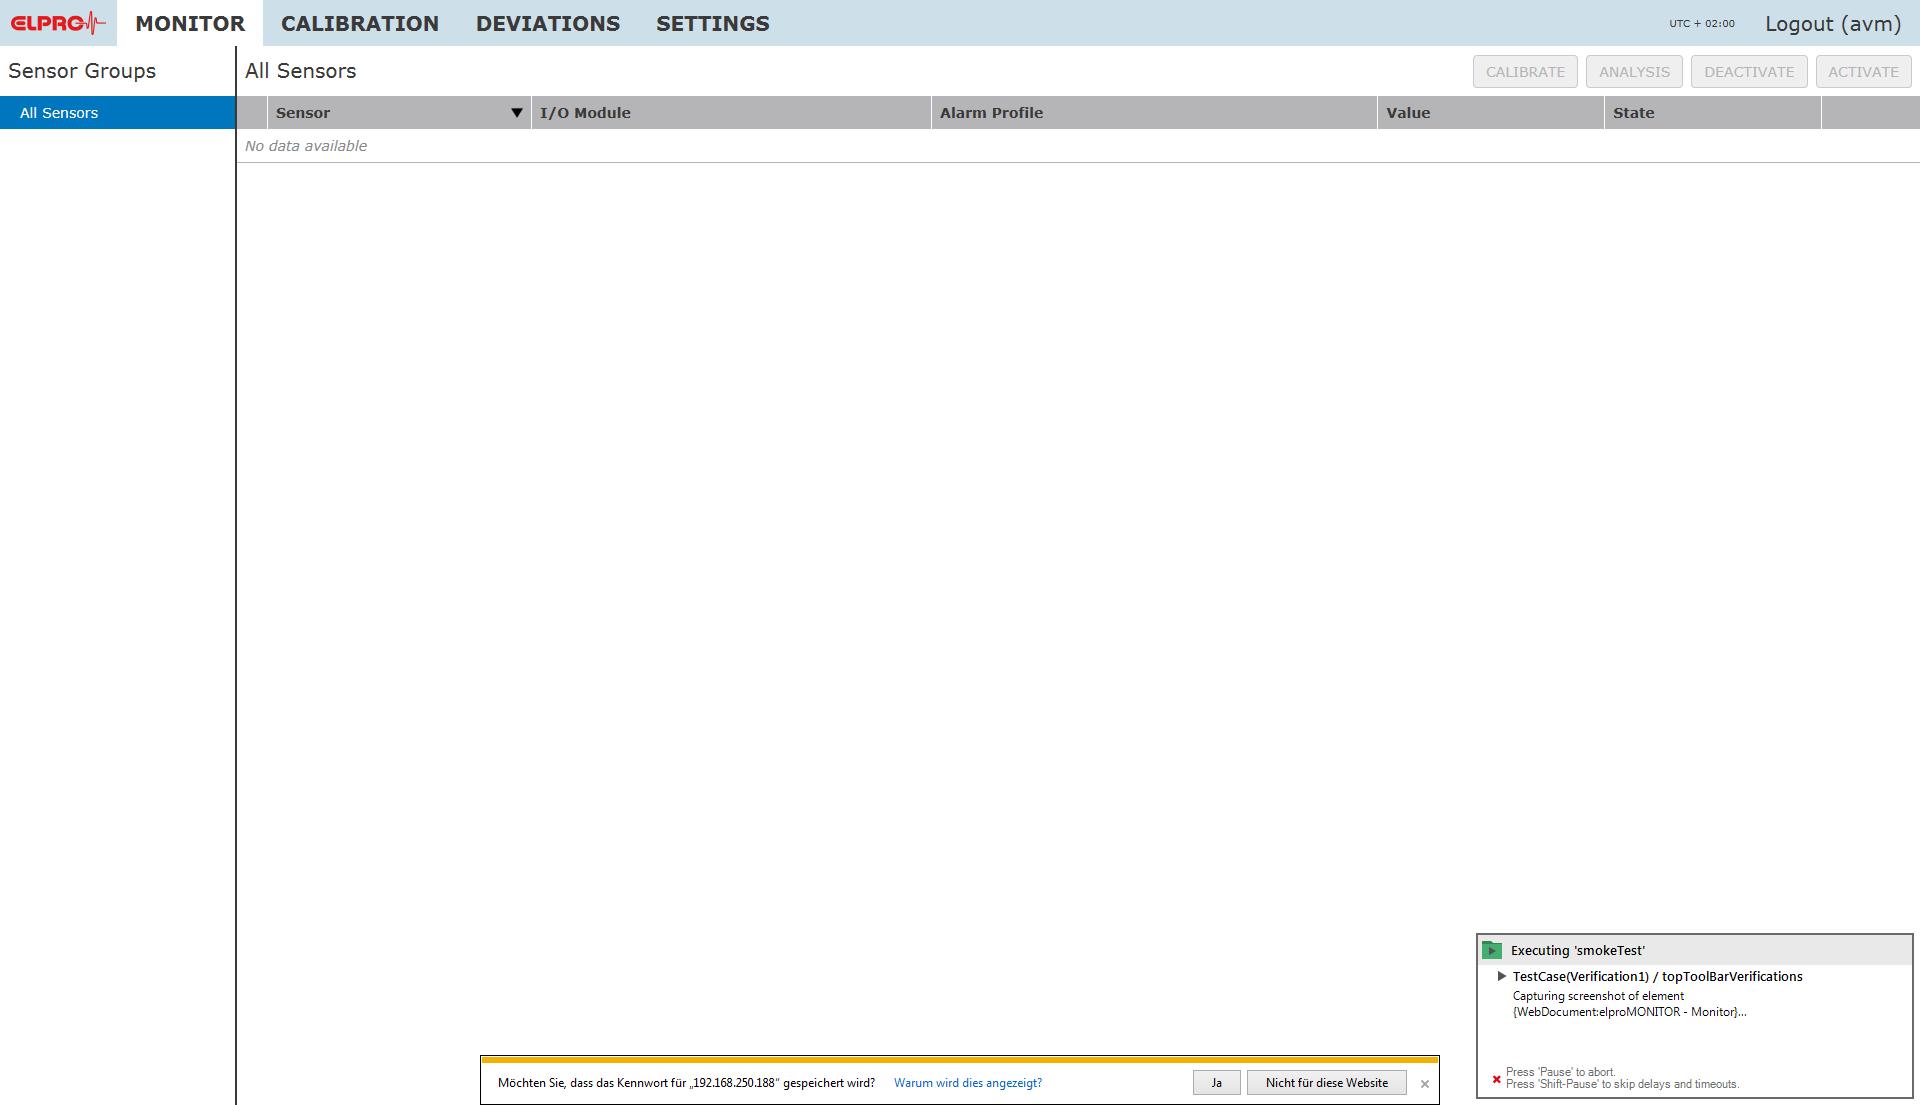 ELPRO MONITOR CALIBRATION DEVIATIONS SETTINGS UTC + 02:00 Logout (avm)
Sensor Groups
All Sensors
All Sensors CALIBRATE ANALYSIS DEACTIVATE ACTIVATE
Sensor I/O Module Alarm Profile Value State
No data available
Executing 'smokeTest'
TestCase(Verification1) / topToolBarVerifications
Capturing screenshot of element
{WebDocument:elproMONITOR - Monitor}...
Press 'Pause' to abort.
Press 'Shift-Pause' to skip delays and timeouts.
Möchten Sie, dass das Kennwort für „192.168.250.188“ gespeichert wird? Warum wird dies angezeigt? Ja Nicht für diese Website